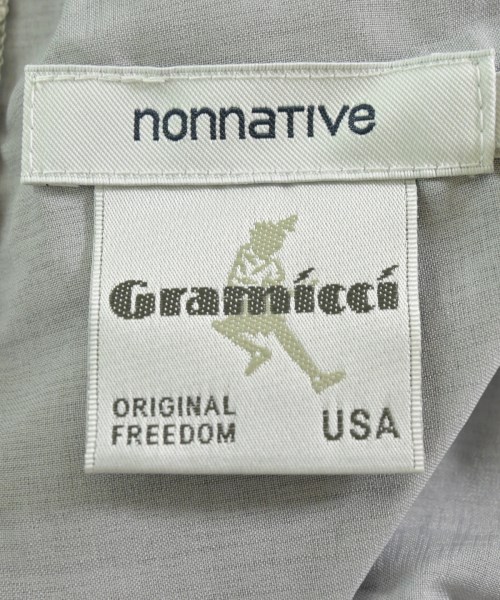 nonnaTIVe
Gramicci
ORIGINAL
FREEDOM
USA